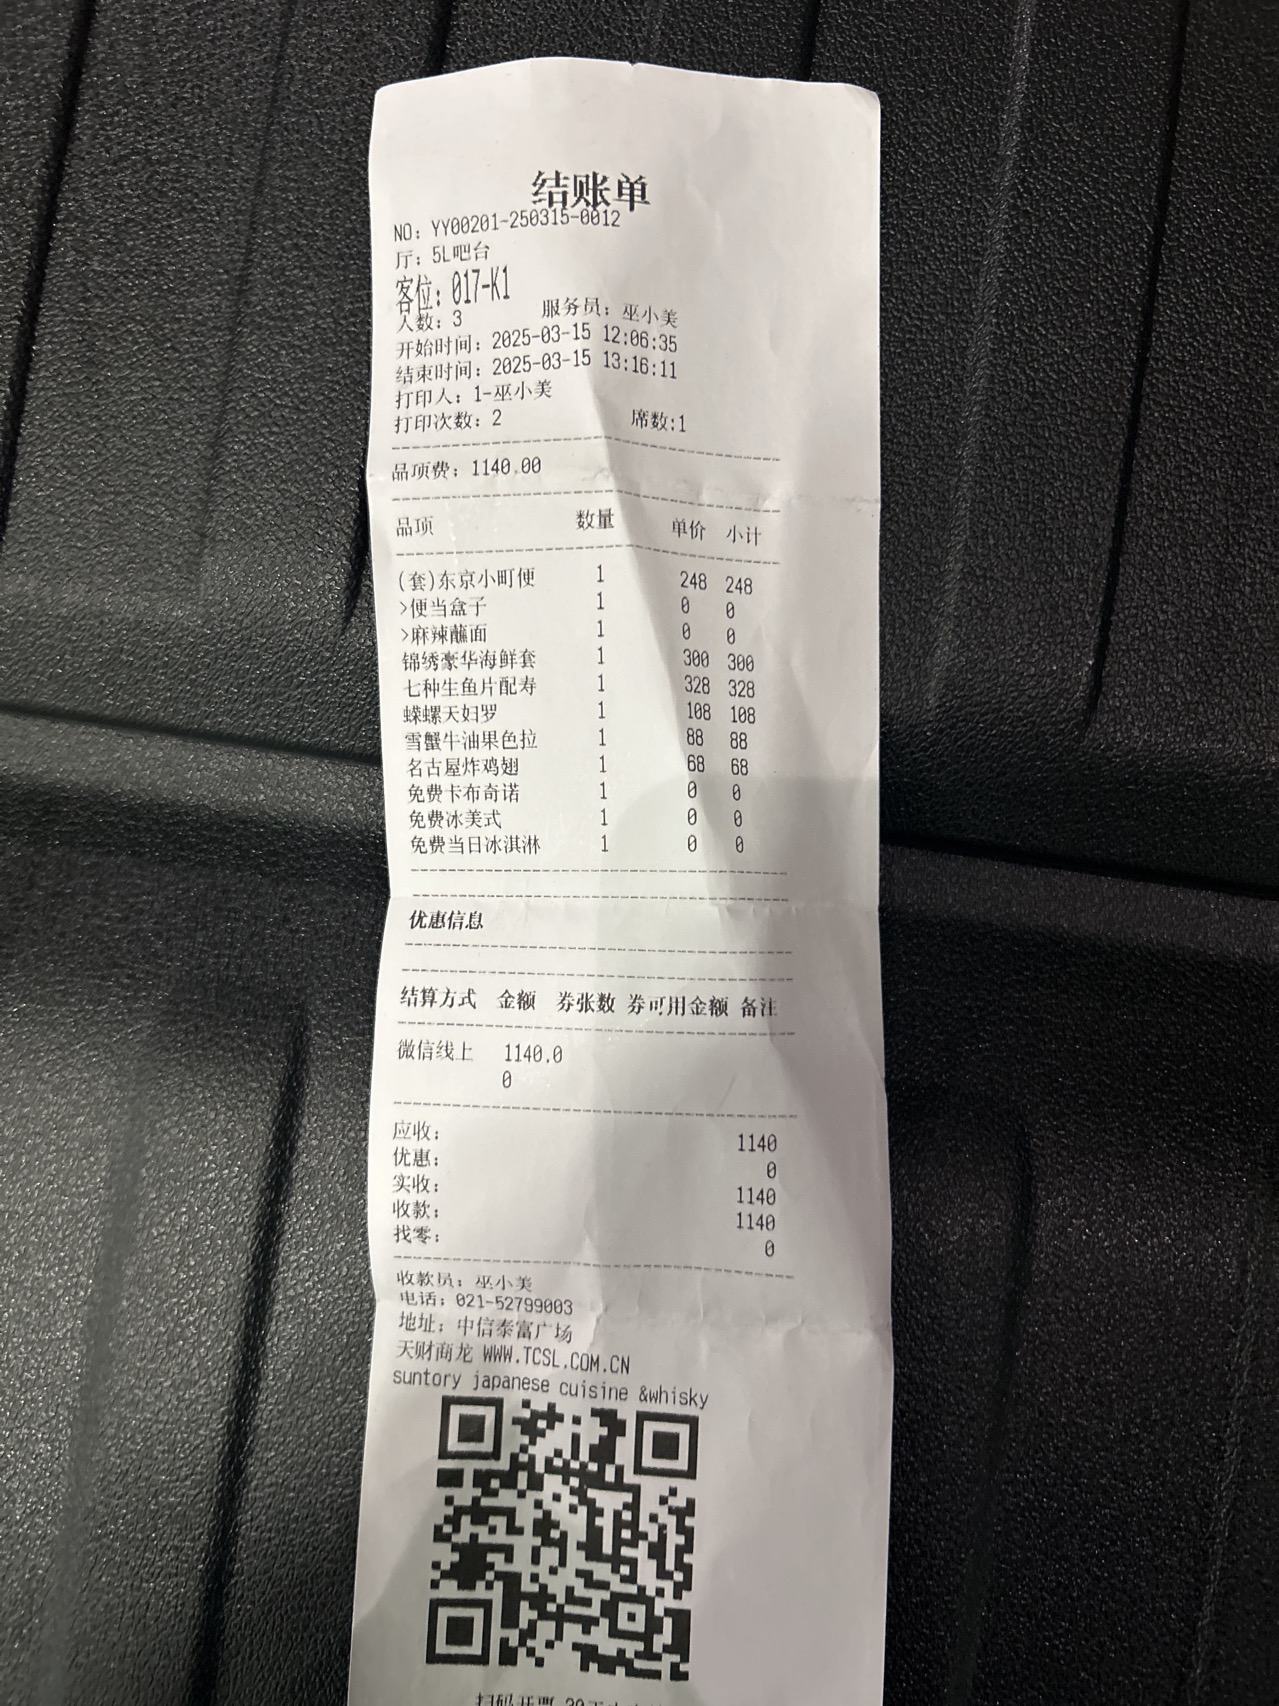 结账单
NO: YY00201-250315-0012
厅: 5L吧台
客位: 017-K1
人数: 3 服务员: 巫小美
开始时间: 2025-03-15 12:06:35
结束时间: 2025-03-15 13:16:11
打印人: 1-巫小美
打印次数: 2 席数:1
品项费: 1140.00
品项 数量 单价 小计
(套)东京小町便 1 248 248
>便当盒子 1 0 0
>麻辣蘸面 1 0 0
锦绣豪华海鲜套 1 300 300
七种生鱼片配寿 1 328 328
蝾螺天妇罗 1 108 108
雪蟹牛油果色拉 1 88 88
名古屋炸鸡翅 1 68 68
免费卡布奇诺 1 0 0
免费冰美式 1 0 0
免费当日冰淇淋 1 0 0
优惠信息
结算方式 金额 券张数 券可用金额 备注
微信线上 1140.0
0
应收: 1140
优惠: 0
实收: 1140
收款: 1140
找零: 0
收款员: 巫小美
电话: 021-52799003
地址: 中信泰富广场
天财商龙 WWW.TCSL.COM.CN
suntory japanese cuisine &whisky
扫码开票